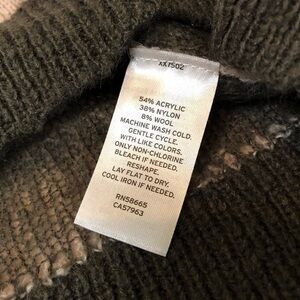 xX1502
54% ACRYLIC
38% NYLON
8% WOOL
MACHINE WASH COLD.
GENTLE CYCLE.
WITH LIKE COLORS.
ONLY NON-CHLORINE
BLEACH IF NEEDED.
RESHAPE.
LAY FLAT TO DRY.
COOL IRON IF NEEDED.
RN58665
CA57963